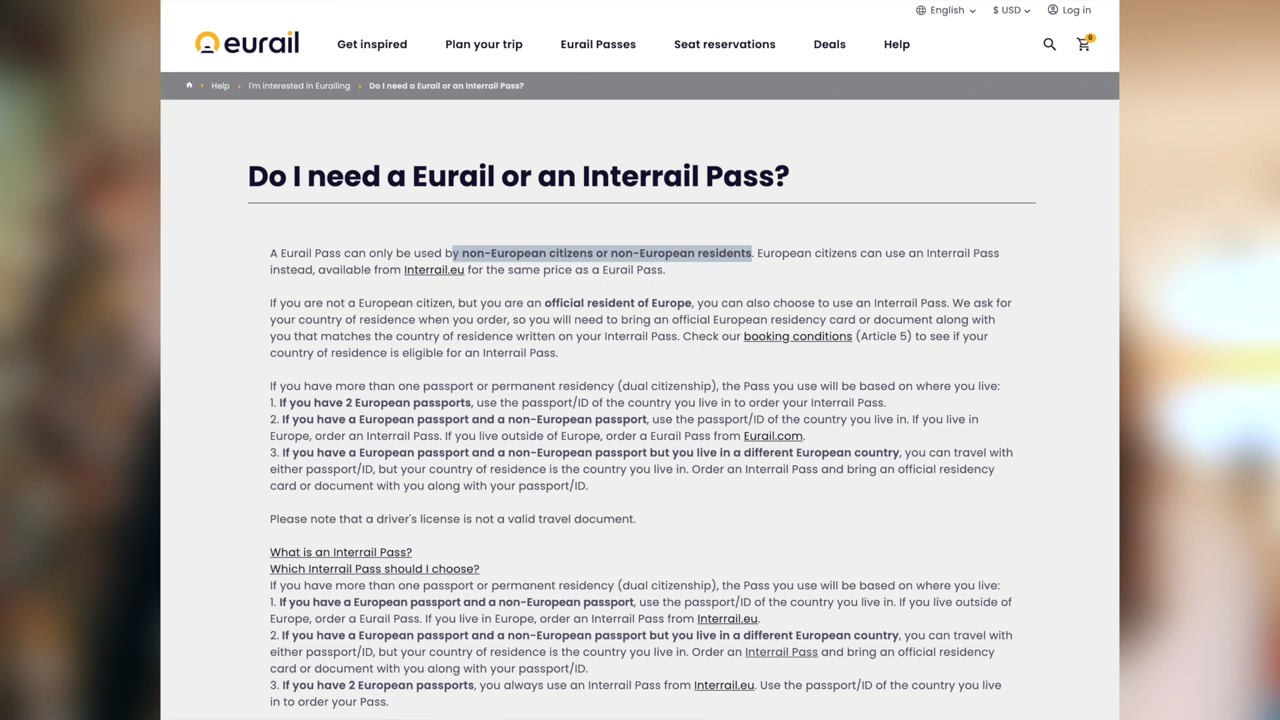 English $ USD Log in
eurail Get inspired Plan your trip Eurail Passes Seat reservations Deals Help 0
Help I'm interested in Eurailing Do I need a Eurail or an Interrail Pass?
Do I need a Eurail or an Interrail Pass?
A Eurail Pass can only be used by non-European citizens or non-European residents. European citizens can use an Interrail Pass
instead, available from Interrail.eu for the same price as a Eurail Pass.
If you are not a European citizen, but you are an official resident of Europe, you can also choose to use an Interrail Pass. We ask for
your country of residence when you order, so you will need to bring an official European residency card or document along with
you that matches the country of residence written on your Interrail Pass. Check our booking conditions (Article 5) to see if your
country of residence is eligible for an Interrail Pass.
If you have more than one passport or permanent residency (dual citizenship), the Pass you use will be based on where you live:
1. If you have 2 European passports, use the passport/ID of the country you live in to order your Interrail Pass.
2. If you have a European passport and a non-European passport, use the passport/ID of the country you live in. If you live in
Europe, order an Interrail Pass. If you live outside of Europe, order a Eurail Pass from Eurail.com.
3. If you have a European passport and a non-European passport but you live in a different European country, you can travel with
either passport/ID, but your country of residence is the country you live in. Order an Interrail Pass and bring an official residency
card or document with you along with your passport/ID.
Please note that a driver's license is not a valid travel document.
What is an Interrail Pass?
Which Interrail Pass should I choose?
If you have more than one passport or permanent residency (dual citizenship), the Pass you use will be based on where you live:
1. If you have a European passport and a non-European passport, use the passport/ID of the country you live in. If you live outside of
Europe, order a Eurail Pass. If you live in Europe, order an Interrail Pass from Interrail.eu.
2. If you have a European passport and a non-European passport but you live in a different European country, you can travel with
either passport/ID, but your country of residence is the country you live in. Order an Interrail Pass and bring an official residency
card or document with you along with your passport/ID.
3. If you have 2 European passports, you always use an Interrail Pass from Interrail.eu. Use the passport/ID of the country you live
in to order your Pass.